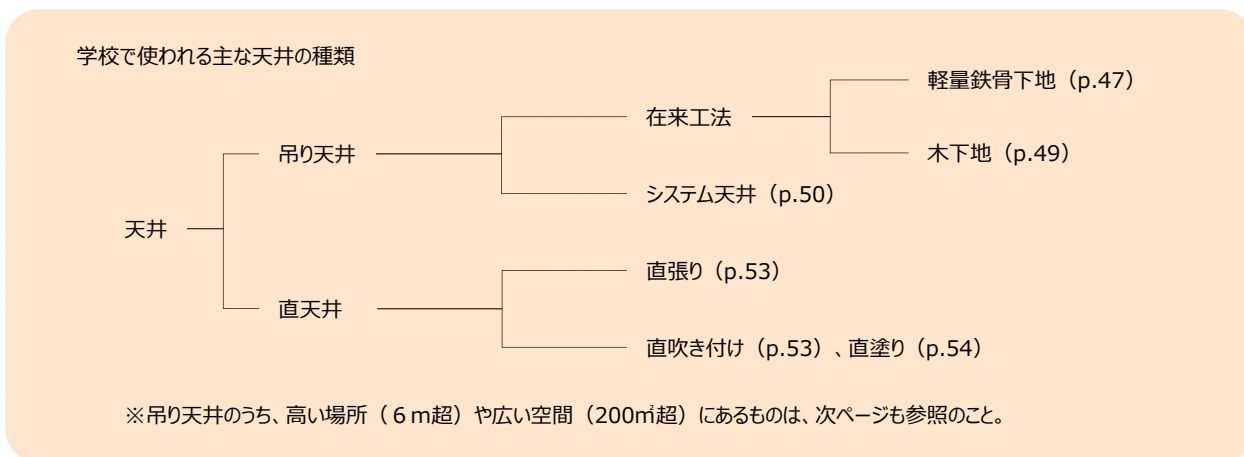 学校で使われる主な天井の種類
軽量鉄骨下地（p.47）
在来工法
吊り天井
木下地（p.49）
システム天井（p.50）
天井
直張り（p.53）
直天井
直吹き付け（p.53）、直塗り（p.54）
※吊り天井のうち、高い場所（６ｍ超）や広い空間（200㎡超）にあるものは、次ページも参照のこと。